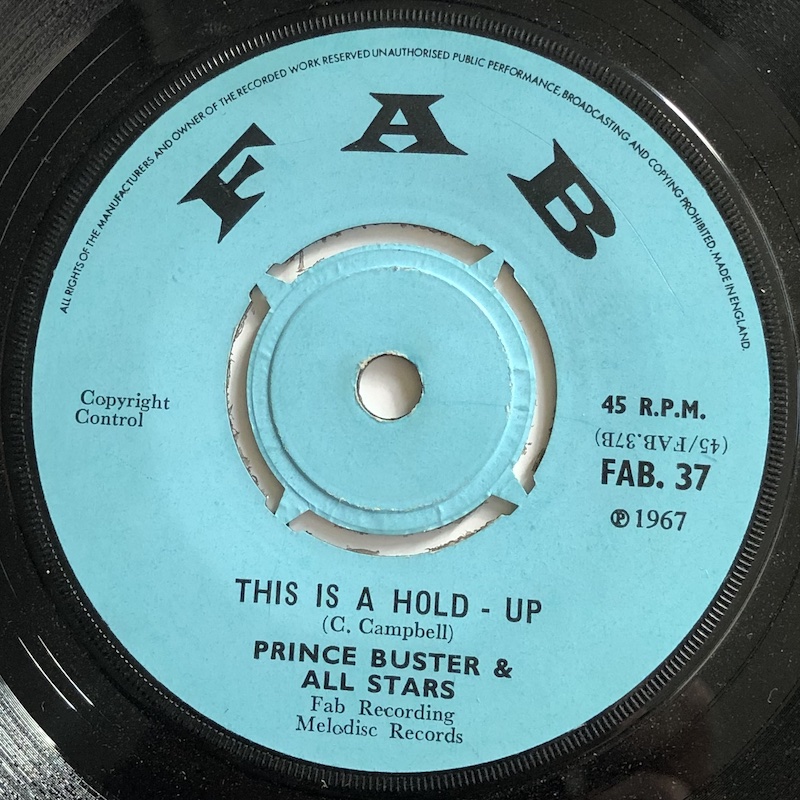 ALL RIGHTS OF THE MANUFACTURERS AND OWNER OF THE RECORDED WORK RESERVED UNAUTHORISED PUBLIC PERFORMANCE, BROADCASTING AND COPYING PROHIBITED. MADE IN ENGLAND.
FAB
Copyright
Control
45 R.P.M.
(45/FAB.37B)
FAB. 37
℗ 1967
THIS IS A HOLD - UP
(C. Campbell)
PRINCE BUSTER &
ALL STARS
Fab Recording
Melodisc Records